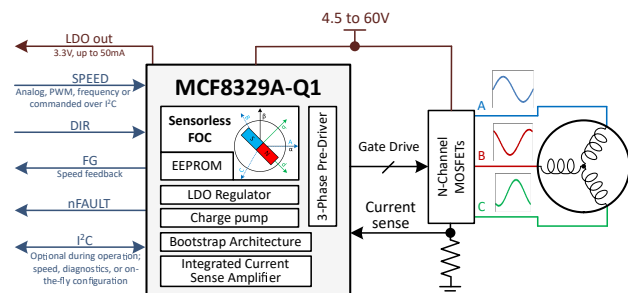 LDO out
3.3V, up to 50mA
SPEED
Analog, PWM, frequency or
commanded over I²C
DIR
FG
Speed feedback
nFAULT
I²C
Optional during operation;
speed, diagnostics, or on-
the-fly configuration
4.5 to 60V
MCF8329A-Q1
Sensorless
FOC
EEPROM
LDO Regulator
Charge pump
Bootstrap Architecture
Integrated Current
Sense Amplifier
3-Phase Pre-Driver
Gate Drive
Current
sense
N-Channel
MOSFETs
A
B
C